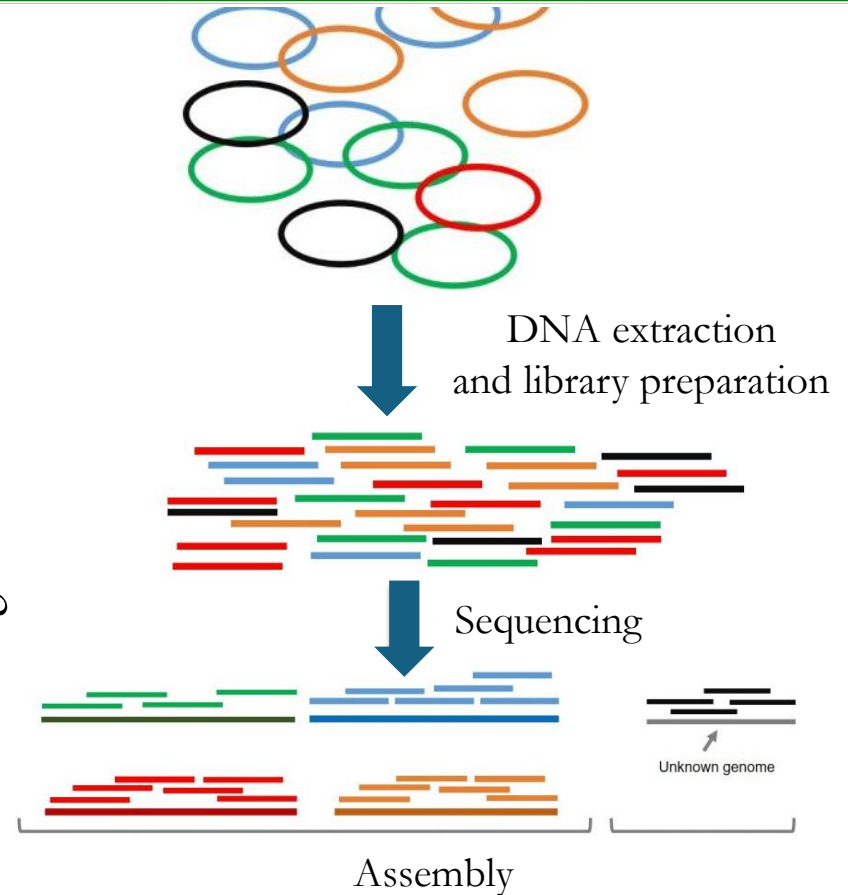 DNA extraction
and library preparation
Sequencing
Unknown genome
Assembly